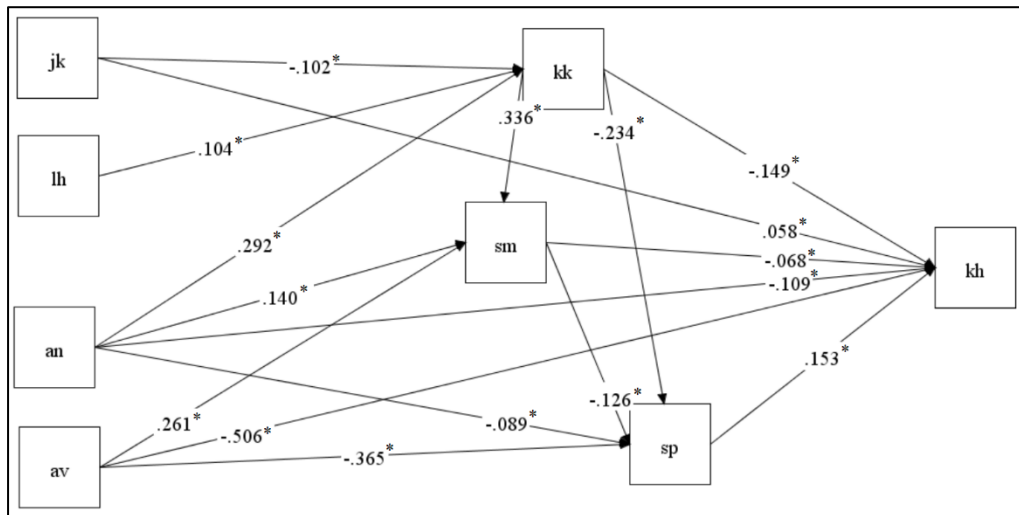 jk
kk
-.102*
.336*
-.234*
.104*
lh
-.149*
sm
.058*
.292*
-.068*
kh
-.109*
.140*
an
.153*
-.126*
.261*
-.089*
-.506*
sp
-.365*
av